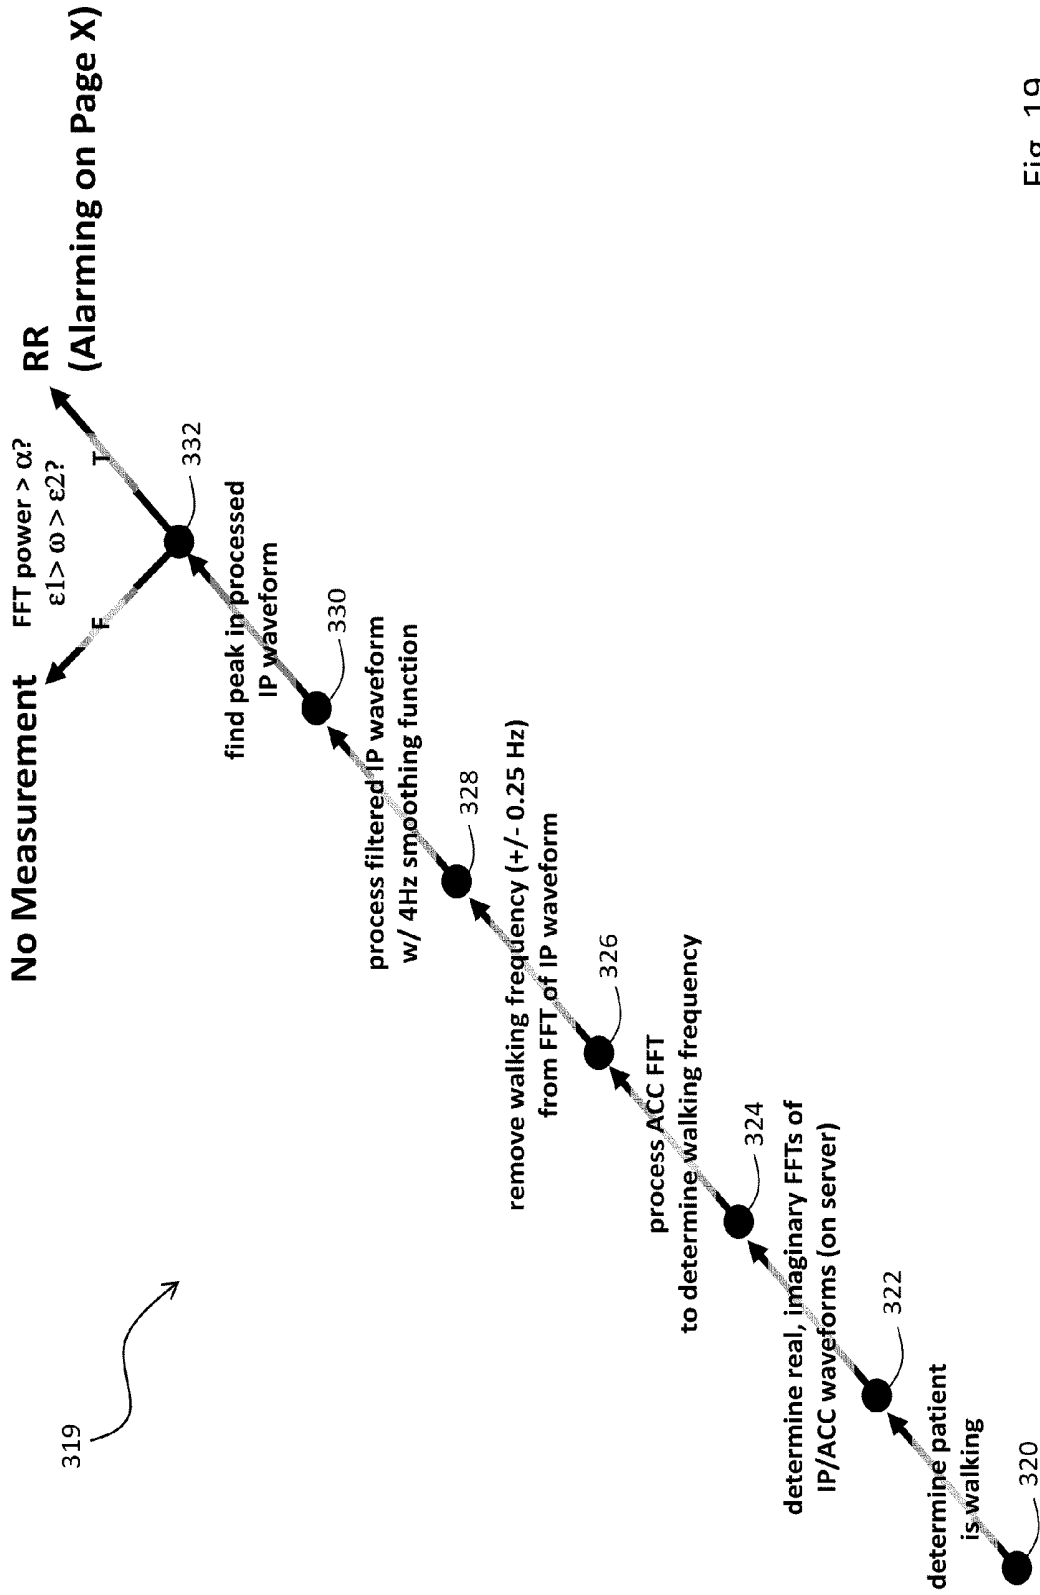 No Measurement
FFT power > α?
ε1> ω > ε2?
RR
(Alarming on Page X)
F
T
332
find peak in processed
IP waveform
330
process filtered IP waveform
w/ 4Hz smoothing function
328
remove walking frequency (+/- 0.25 Hz)
from FFT of IP waveform
326
process ACC FFT
to determine walking frequency
324
determine real, imaginary FFTs of
IP/ACC waveforms (on server)
322
determine patient
is walking
320
319
Fig. 19